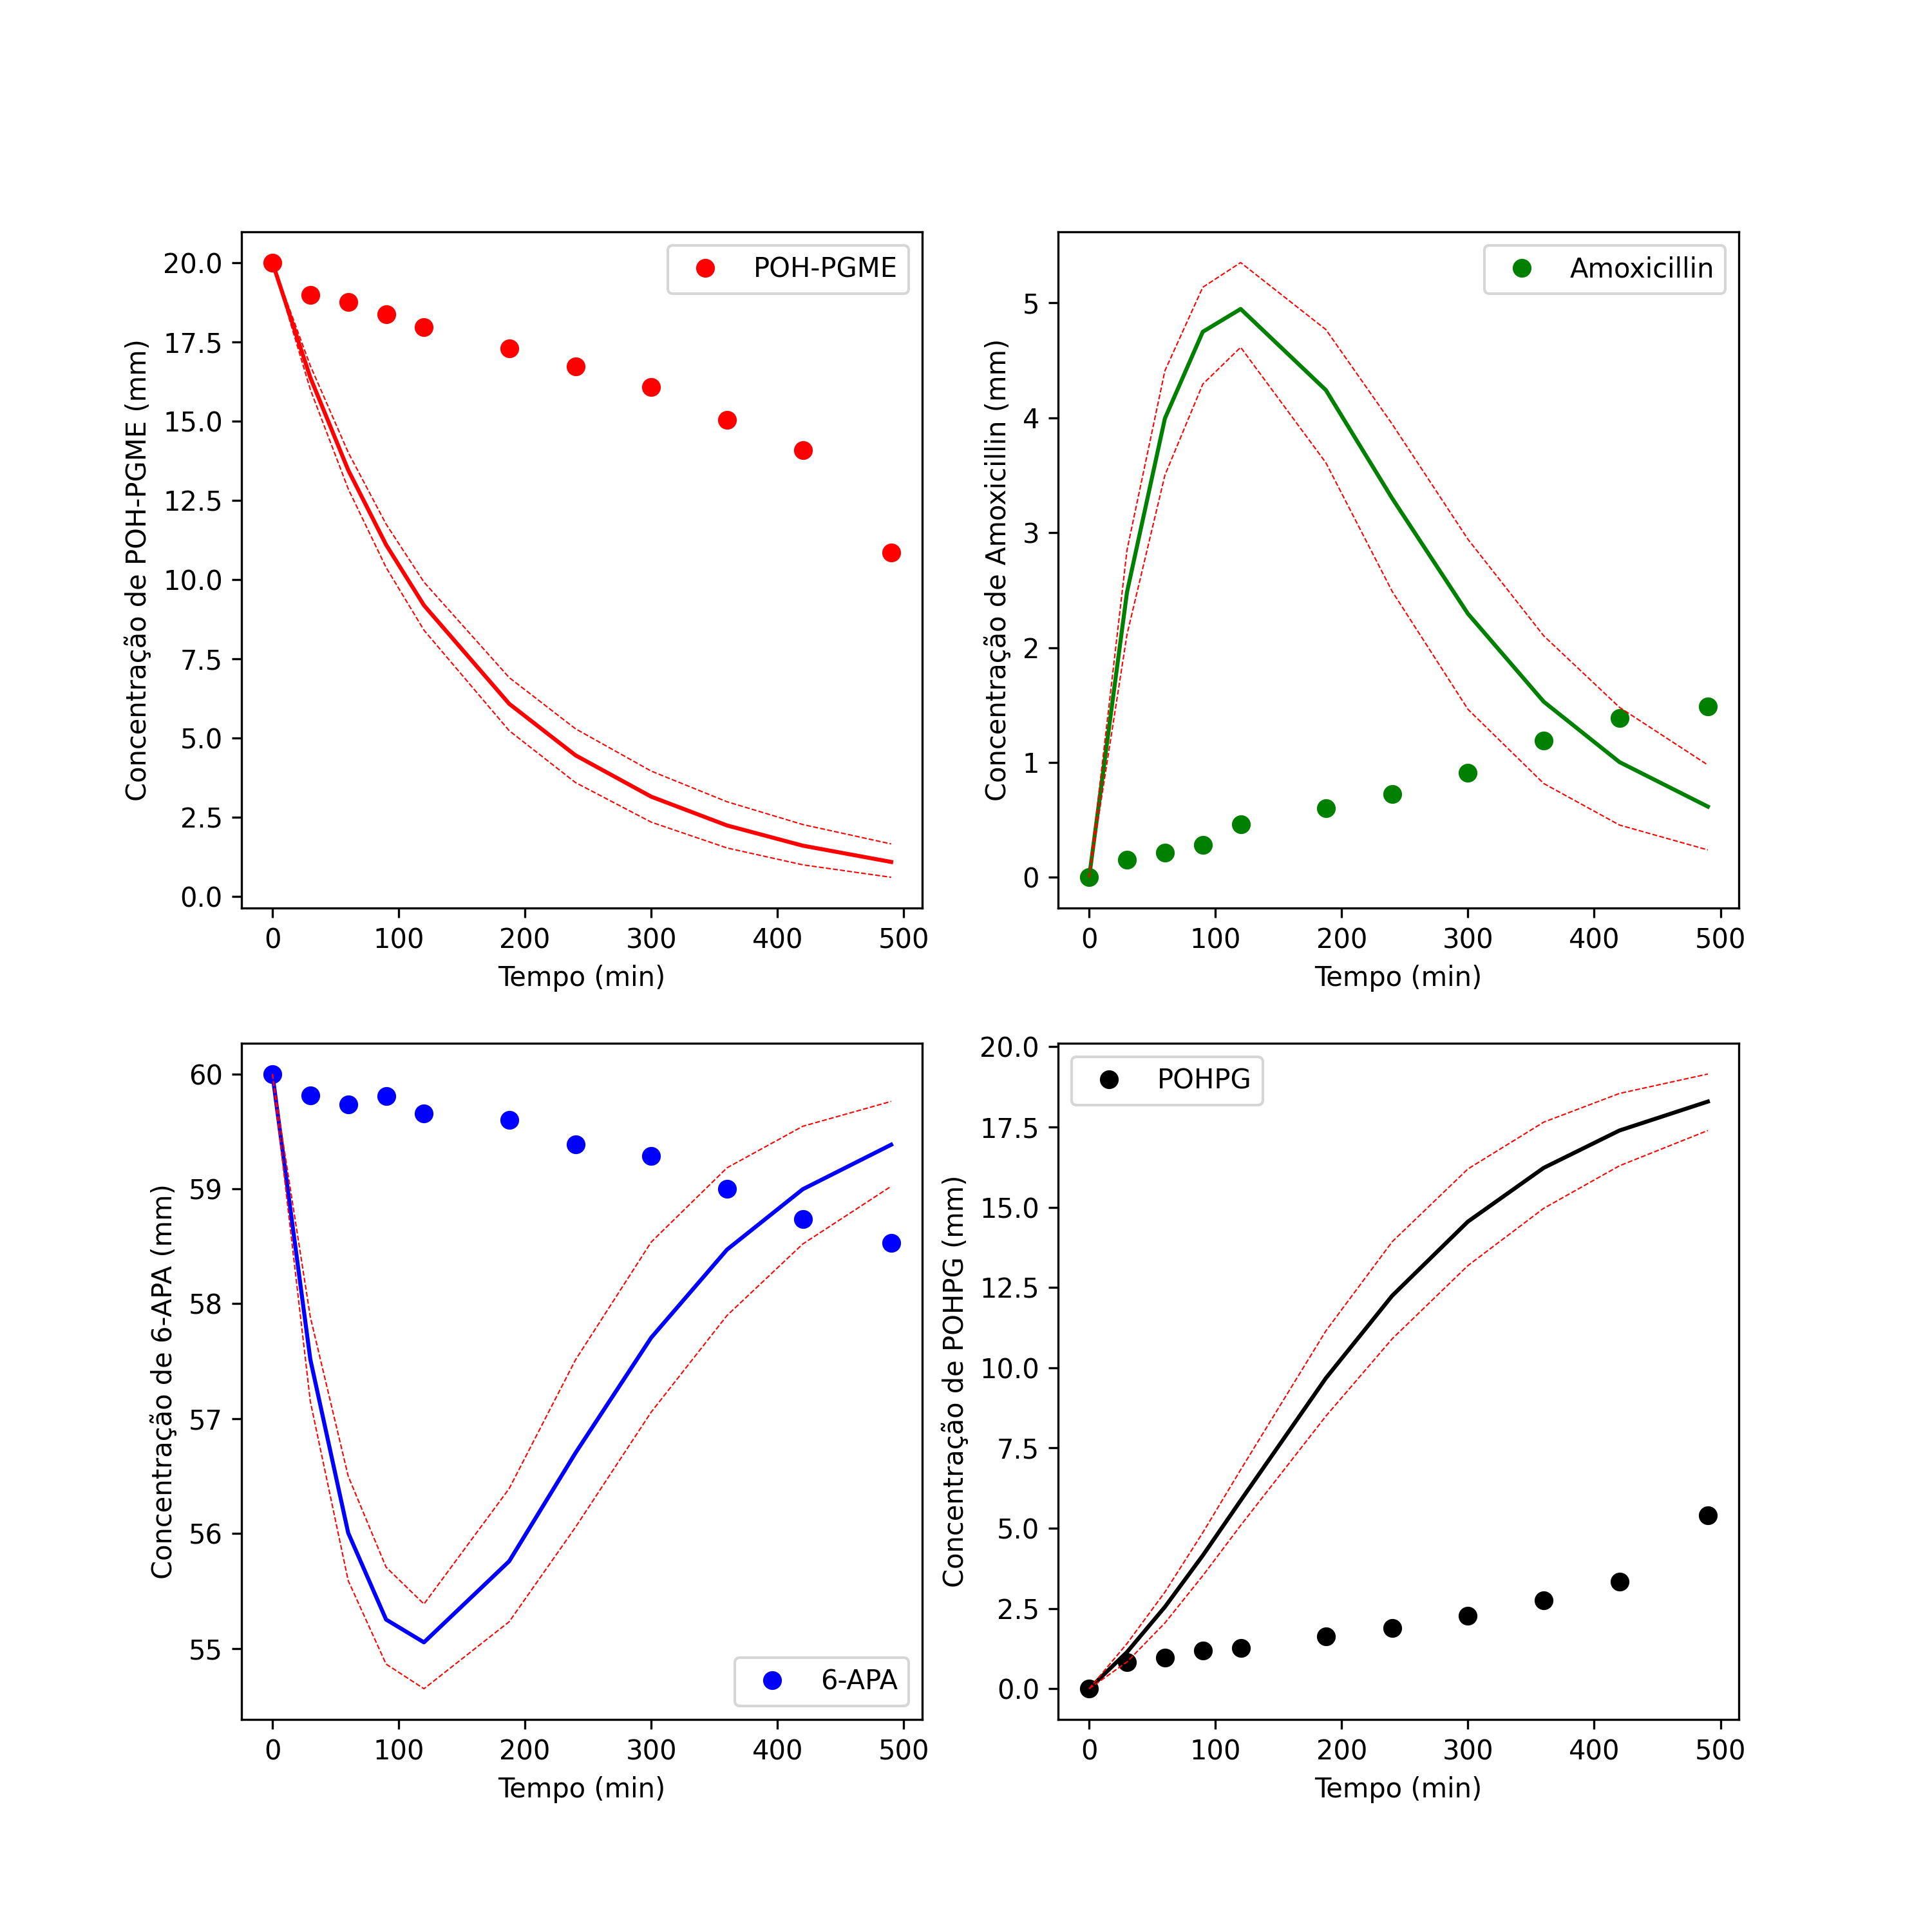 POH-PGME
Concentração de POH-PGME (mm)
20.0
17.5
15.0
12.5
10.0
7.5
5.0
2.5
0.0
0 100 200 300 400 500
Tempo (min)
Amoxicillin
Concentração de Amoxicillin (mm)
5
4
3
2
1
0
0 100 200 300 400 500
Tempo (min)
6-APA
Concentração de 6-APA (mm)
60
59
58
57
56
55
0 100 200 300 400 500
Tempo (min)
POHPG
Concentração de POHPG (mm)
20.0
17.5
15.0
12.5
10.0
7.5
5.0
2.5
0.0
0 100 200 300 400 500
Tempo (min)